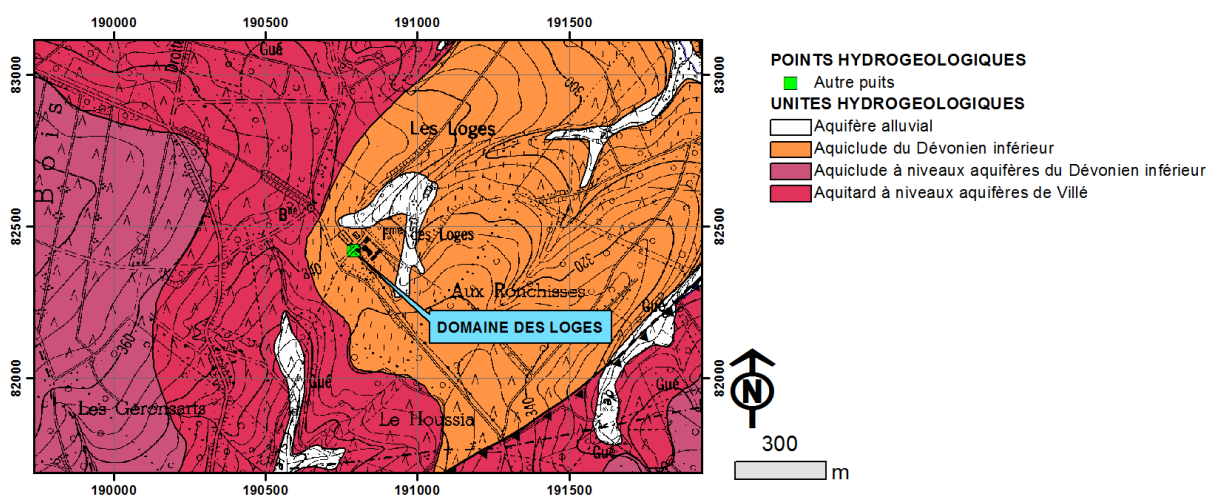 190000 190500 191000 191500
83000
82500
82000
83000
82500
82000
190000 190500 191000 191500
Gué
Bois
Les Loges
300
Fme des Loges
340
320
Aux Ronchisses
Gué
DOMAINE DES LOGES
360
Gué
Gué
Les Géronsarts
Le Houssia
340
Gué
POINTS HYDROGEOLOGIQUES
Autre puits
UNITES HYDROGEOLOGIQUES
Aquifère alluvial
Aquiclude du Dévonien inférieur
Aquiclude à niveaux aquifères du Dévonien inférieur
Aquitard à niveaux aquifères de Villé
N
300
m